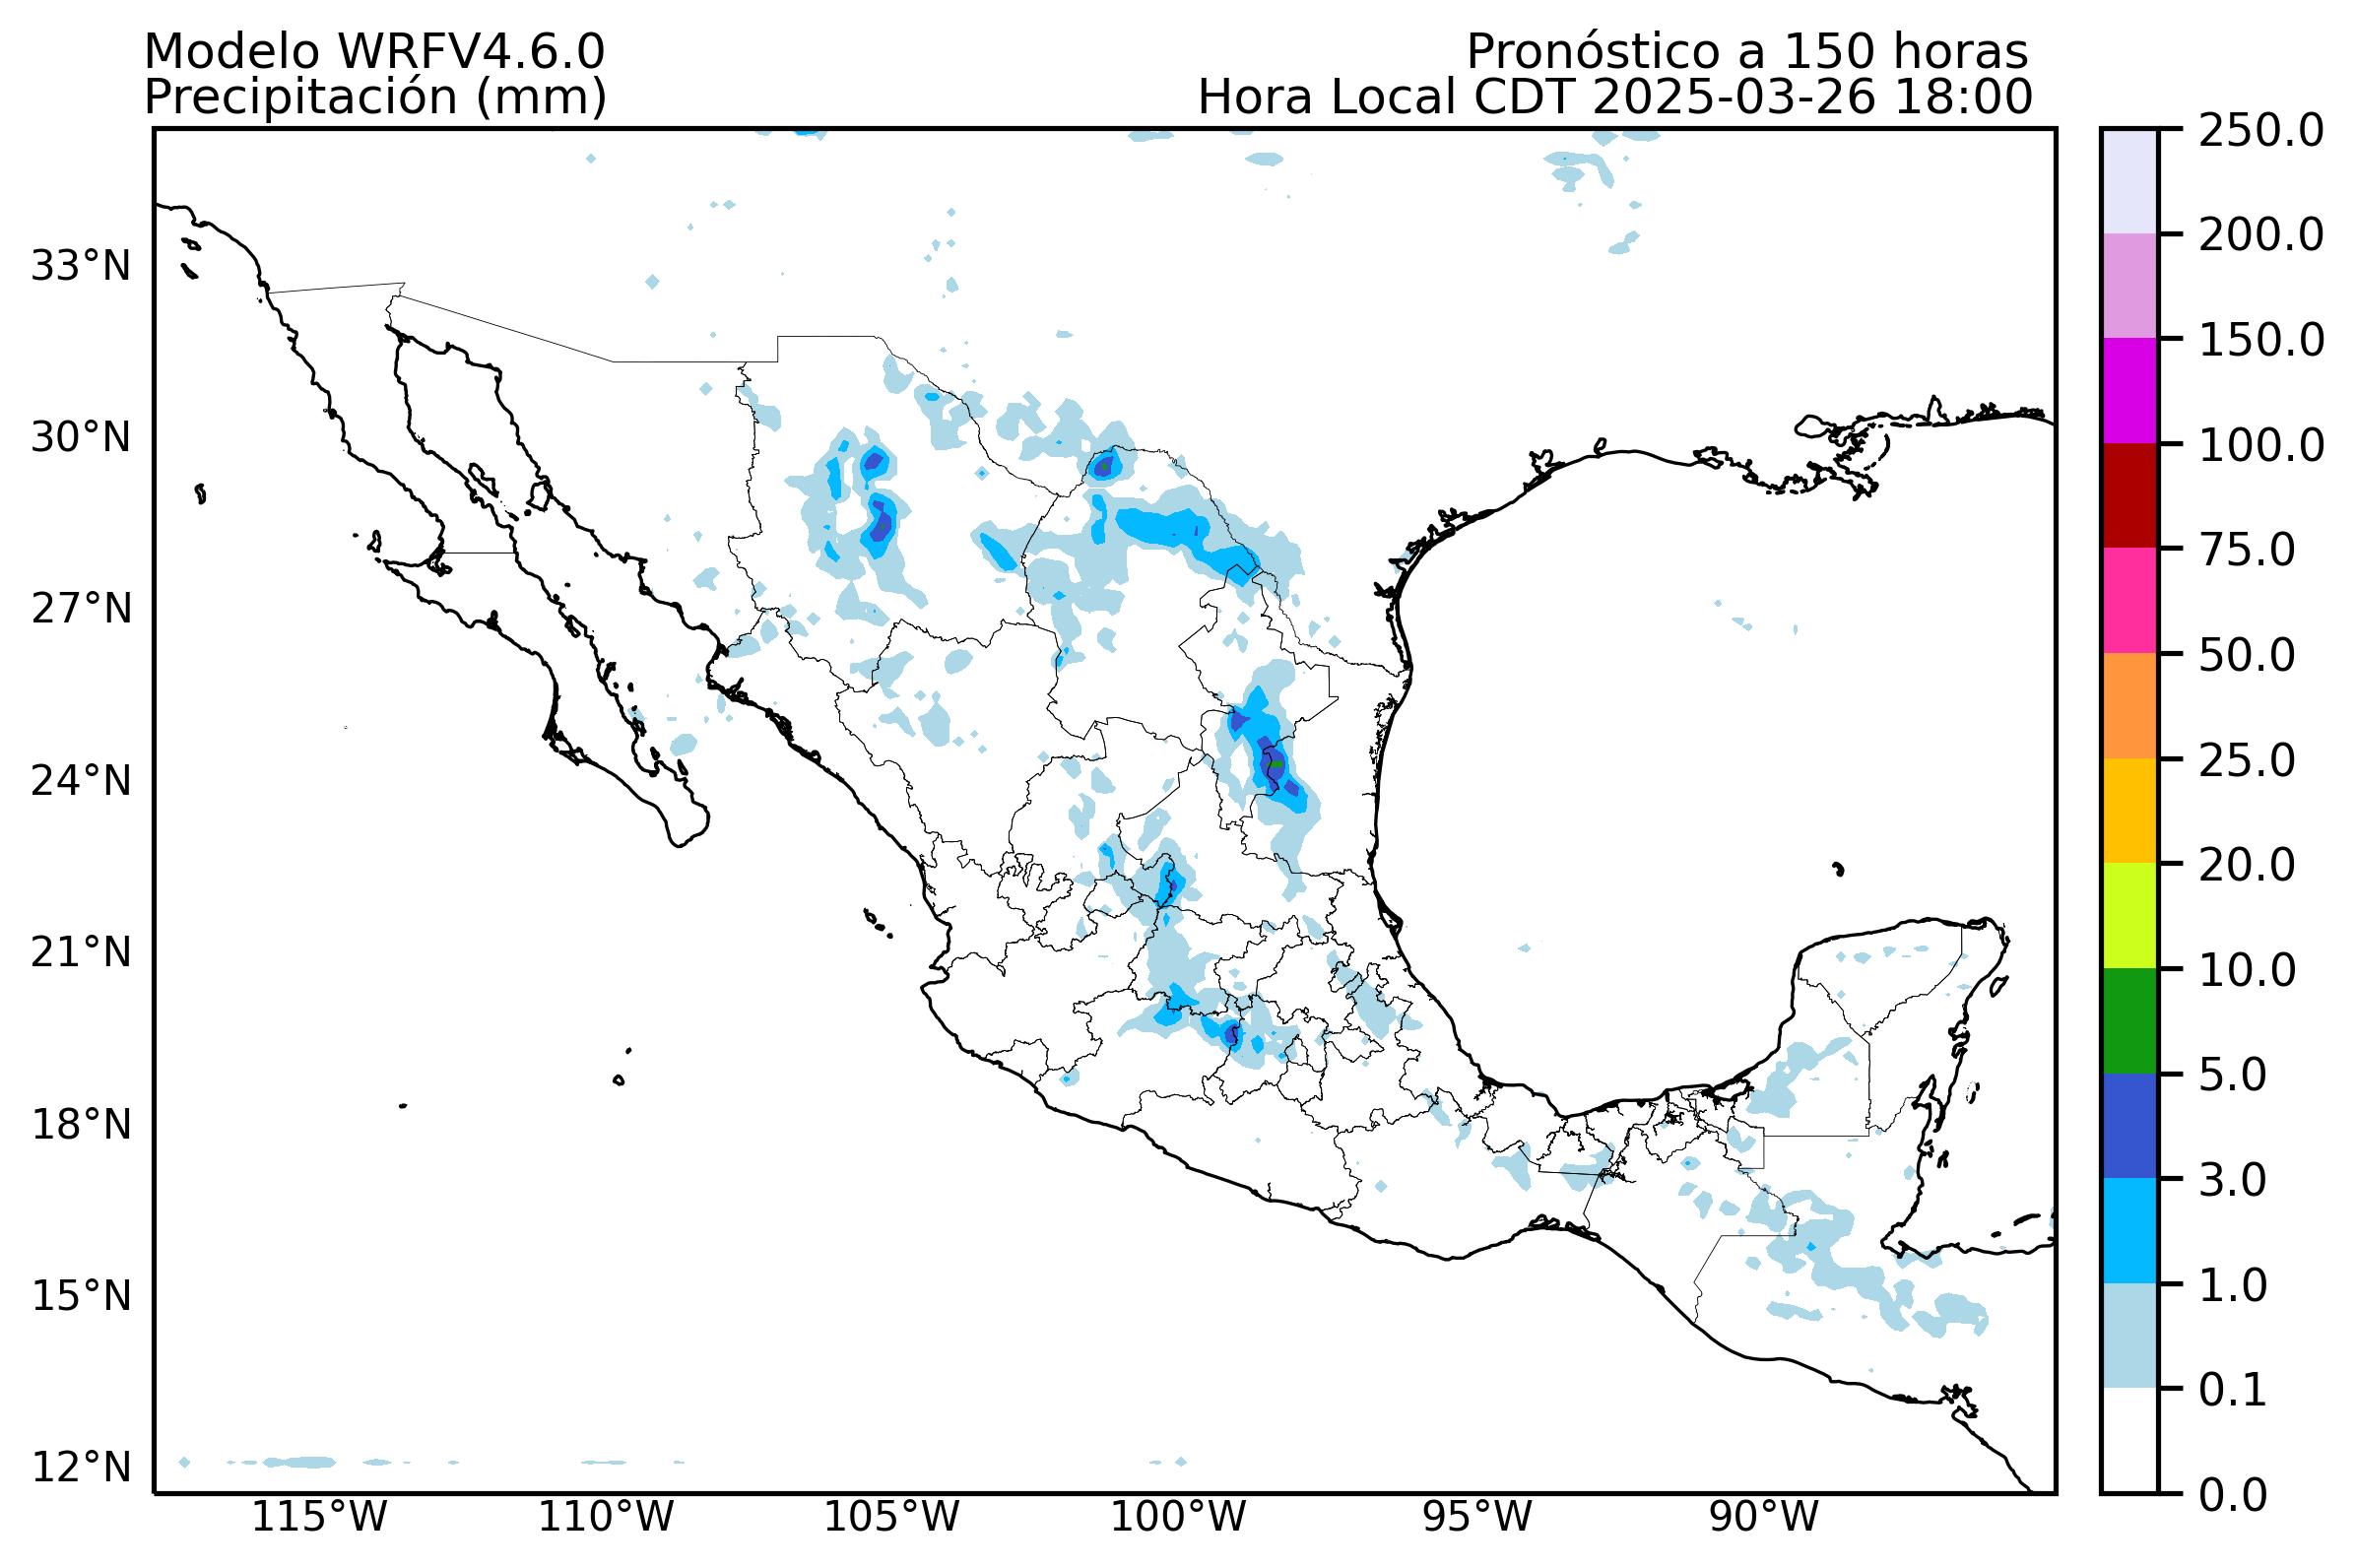 Modelo WRFV4.6.0
Pronóstico a 150 horas
Precipitación (mm)
Hora Local CDT 2025-03-26 18:00
33°N
30°N
27°N
24°N
21°N
18°N
15°N
12°N
115°W
110°W
105°W
100°W
95°W
90°W
250.0
200.0
150.0
100.0
75.0
50.0
25.0
20.0
10.0
5.0
3.0
1.0
0.1
0.0